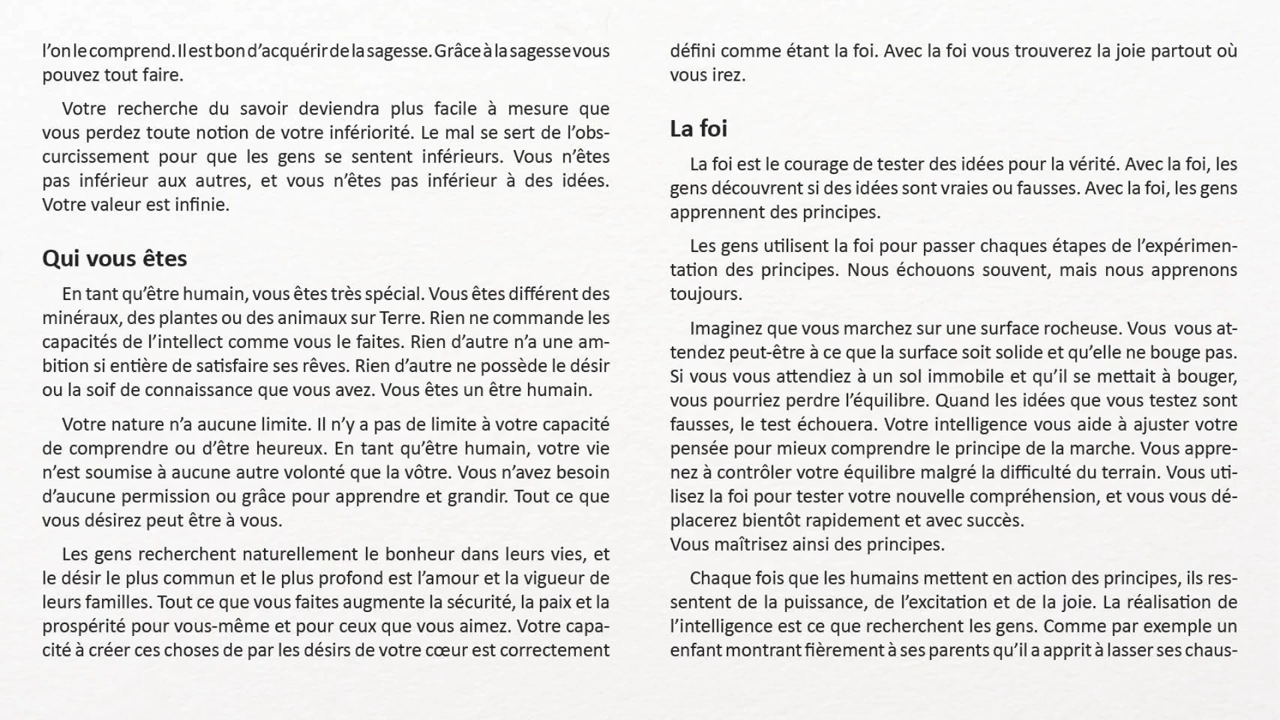 l'on le comprend. Il est bon d'acquérir de la sagesse. Grâce à la sagesse vous
pouvez tout faire.
Votre recherche du savoir deviendra plus facile à mesure que
vous perdez toute notion de votre infériorité. Le mal se sert de l'obs-
curcissement pour que les gens se sentent inférieurs. Vous n'êtes
pas inférieur aux autres, et vous n'êtes pas inférieur à des idées.
Votre valeur est infinie.
Qui vous êtes
En tant qu'être humain, vous êtes très spécial. Vous êtes différent des
minéraux, des plantes ou des animaux sur Terre. Rien ne commande les
capacités de l'intellect comme vous le faites. Rien d'autre n'a une am-
bition si entière de satisfaire ses rêves. Rien d'autre ne possède le désir
ou la soif de connaissance que vous avez. Vous êtes un être humain.
Votre nature n'a aucune limite. Il n'y a pas de limite à votre capacité
de comprendre ou d'être heureux. En tant qu'être humain, votre vie
n'est soumise à aucune autre volonté que la vôtre. Vous n'avez besoin
d'aucune permission ou grâce pour apprendre et grandir. Tout ce que
vous désirez peut être à vous.
Les gens recherchent naturellement le bonheur dans leurs vies, et
le désir le plus commun et le plus profond est l'amour et la vigueur de
leurs familles. Tout ce que vous faites augmente la sécurité, la paix et la
prospérité pour vous-même et pour ceux que vous aimez. Votre capa-
cité à créer ces choses de par les désirs de votre cœur est correctement
défini comme étant la foi. Avec la foi vous trouverez la joie partout où
vous irez.
La foi
La foi est le courage de tester des idées pour la vérité. Avec la foi, les
gens découvrent si des idées sont vraies ou fausses. Avec la foi, les gens
apprennent des principes.
Les gens utilisent la foi pour passer chaques étapes de l'expérimen-
tation des principes. Nous échouons souvent, mais nous apprenons
toujours.
Imaginez que vous marchez sur une surface rocheuse. Vous vous at-
tendez peut-être à ce que la surface soit solide et qu'elle ne bouge pas.
Si vous vous attendiez à un sol immobile et qu'il se mettait à bouger,
vous pourriez perdre l'équilibre. Quand les idées que vous testez sont
fausses, le test échouera. Votre intelligence vous aide à ajuster votre
pensée pour mieux comprendre le principe de la marche. Vous appre-
nez à contrôler votre équilibre malgré la difficulté du terrain. Vous uti-
lisez la foi pour tester votre nouvelle compréhension, et vous vous dé-
placerez bientôt rapidement et avec succès.
Vous maîtrisez ainsi des principes.
Chaque fois que les humains mettent en action des principes, ils res-
sentent de la puissance, de l'excitation et de la joie. La réalisation de
l'intelligence est ce que recherchent les gens. Comme par exemple un
enfant montrant fièrement à ses parents qu'il a apprit à lasser ses chaus-